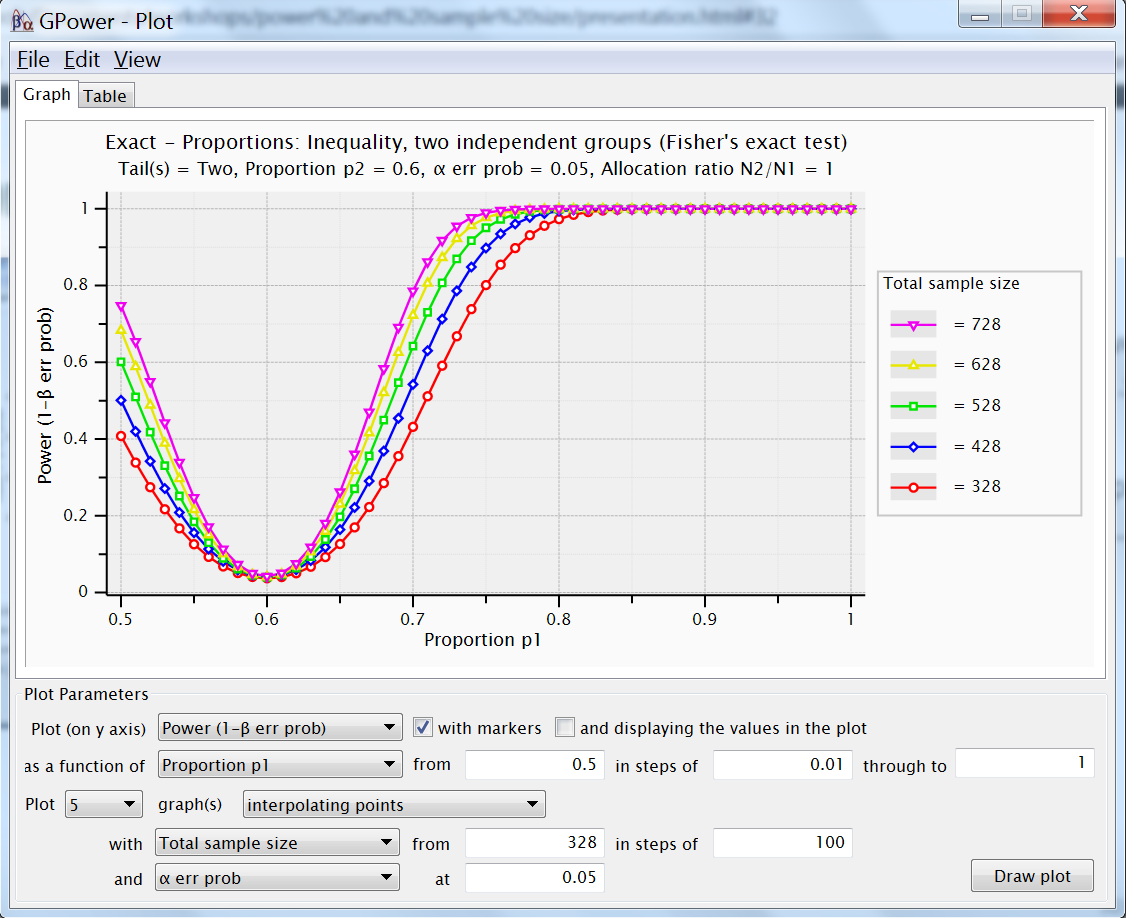 GPower - Plot
File Edit View
Graph Table
Exact – Proportions: Inequality, two independent groups (Fisher's exact test)
Tail(s) = Two, Proportion p2 = 0.6, α err prob = 0.05, Allocation ratio N2/N1 = 1
1
0.8
0.6
0.4
0.2
0
Power (1-β err prob)
0.5 0.6 0.7 0.8 0.9 1
Proportion p1
Total sample size
= 728
= 628
= 528
= 428
= 328
Plot Parameters
Plot (on y axis) Power (1-β err prob) with markers and displaying the values in the plot
as a function of Proportion p1 from 0.5 in steps of 0.01 through to 1
Plot 5 graph(s) interpolating points
with Total sample size from 328 in steps of 100
and α err prob at 0.05
Draw plot